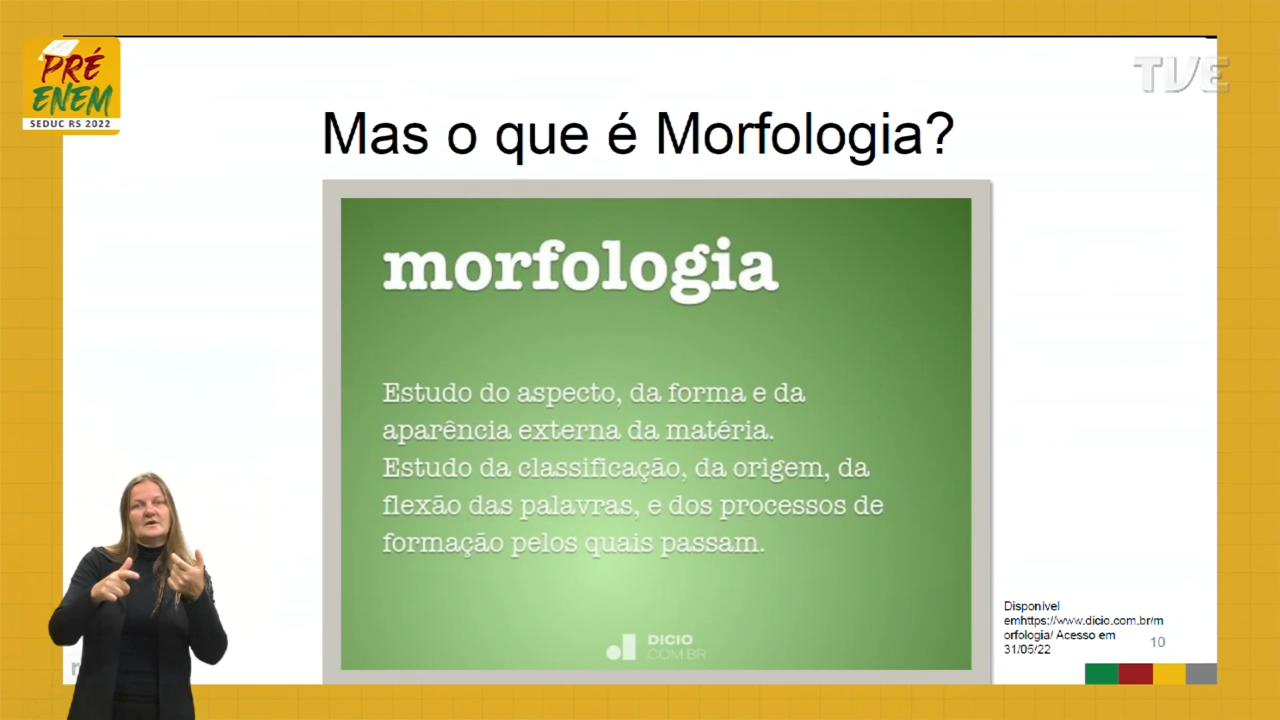 PRÉ
ENEM
SEDUC RS 2022
TVE
Mas o que é Morfologia?
morfologia
Estudo do aspecto, da forma e da
aparência externa da matéria.
Estudo da classificação, da origem, da
flexão das palavras, e dos processos de
formação pelos quais passam.
DICIO
COM.BR
Disponível
emhttps://www.dicio.com.br/m
orfologia/ Acesso em
31/05/22
10